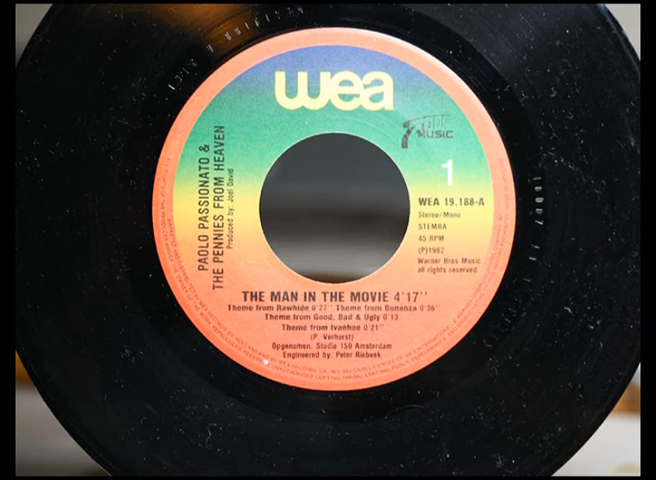 wea
MUSIC
1
PAOLO PASSIONATO &
THE PENNIES FROM HEAVEN
Produced by: Joel David
WEA 19.188-A
Stereo/Mono
STEMRA
45 RPM
(P)1982
Warner Bros Music
all rights reserved
THE MAN IN THE MOVIE 4'17''
Theme from Rawhide 0'27'' Theme from Bonanza 0'36''
Theme from Good, Bad & Ugly 0'13
Theme from Ivanhoe 0'21''
(P. Verhorst)
Opgenomen: Studio 150 Amsterdam
Engineered by: Peter Rinbeek